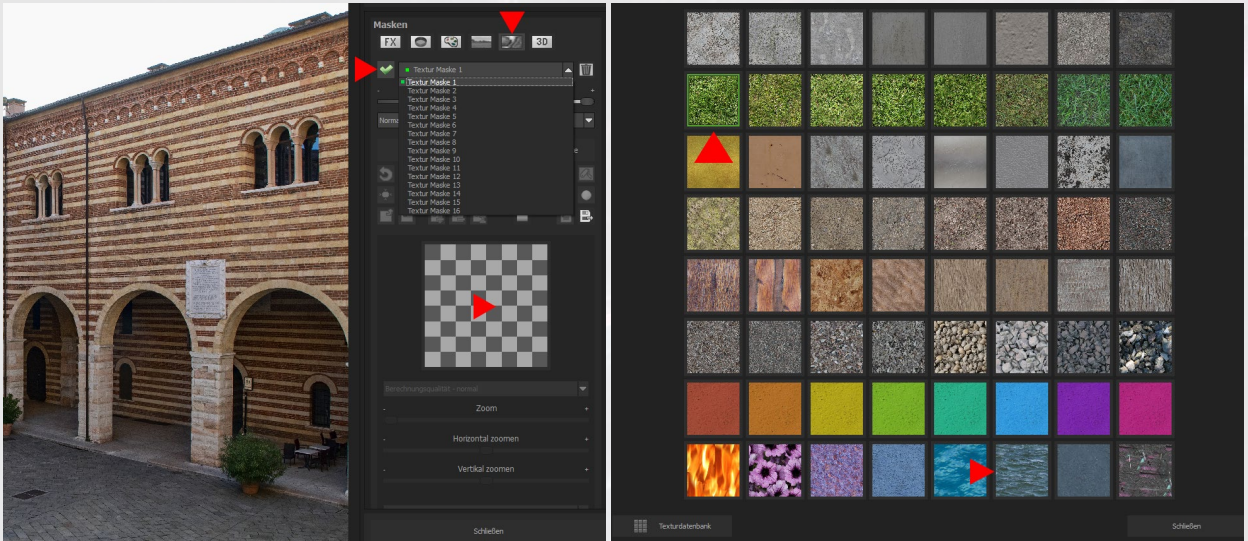 Masken
FX
3D
Textur Maske 1
Textur Maske 1
Textur Maske 2
Textur Maske 3
Textur Maske 4
Textur Maske 5
Textur Maske 6
Textur Maske 7
Textur Maske 8
Textur Maske 9
Textur Maske 10
Textur Maske 11
Textur Maske 12
Textur Maske 13
Textur Maske 14
Textur Maske 15
Textur Maske 16
- +
Berechnungsqualität - normal
- Zoom +
- Horizontal zoomen +
- Vertikal zoomen +
Schließen
Texturdatenbank
Schließen